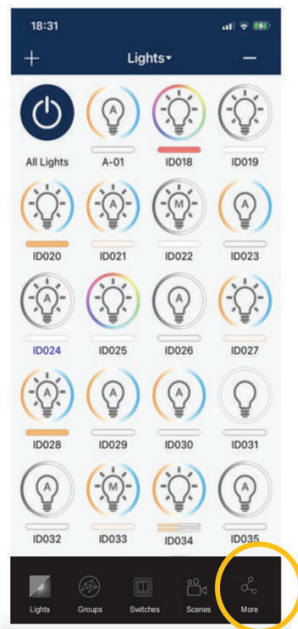 18:31
Lights
All Lights A-01 ID018 ID019
A
ID020 ID021 ID022 ID023
A M A
ID024 ID025 ID026 ID027
A A
ID028 ID029 ID030 ID031
A A A
ID032 ID033 ID034 ID035
A M A A
Lights Groups Switches Scenes More